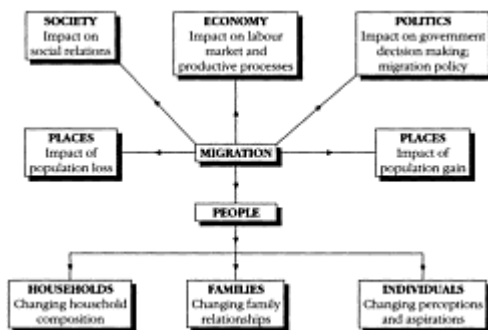 SOCIETY
Impact on
social relations
ECONOMY
Impact on labour
market and
productive processes
POLITICS
Impact on government
decision making;
migration policy
PLACES
Impact of
population loss
MIGRATION
PLACES
Impact of
population gain
PEOPLE
HOUSEHOLDS
Changing household
composition
FAMILIES
Changing family
relationships
INDIVIDUALS
Changing perceptions
and aspirations